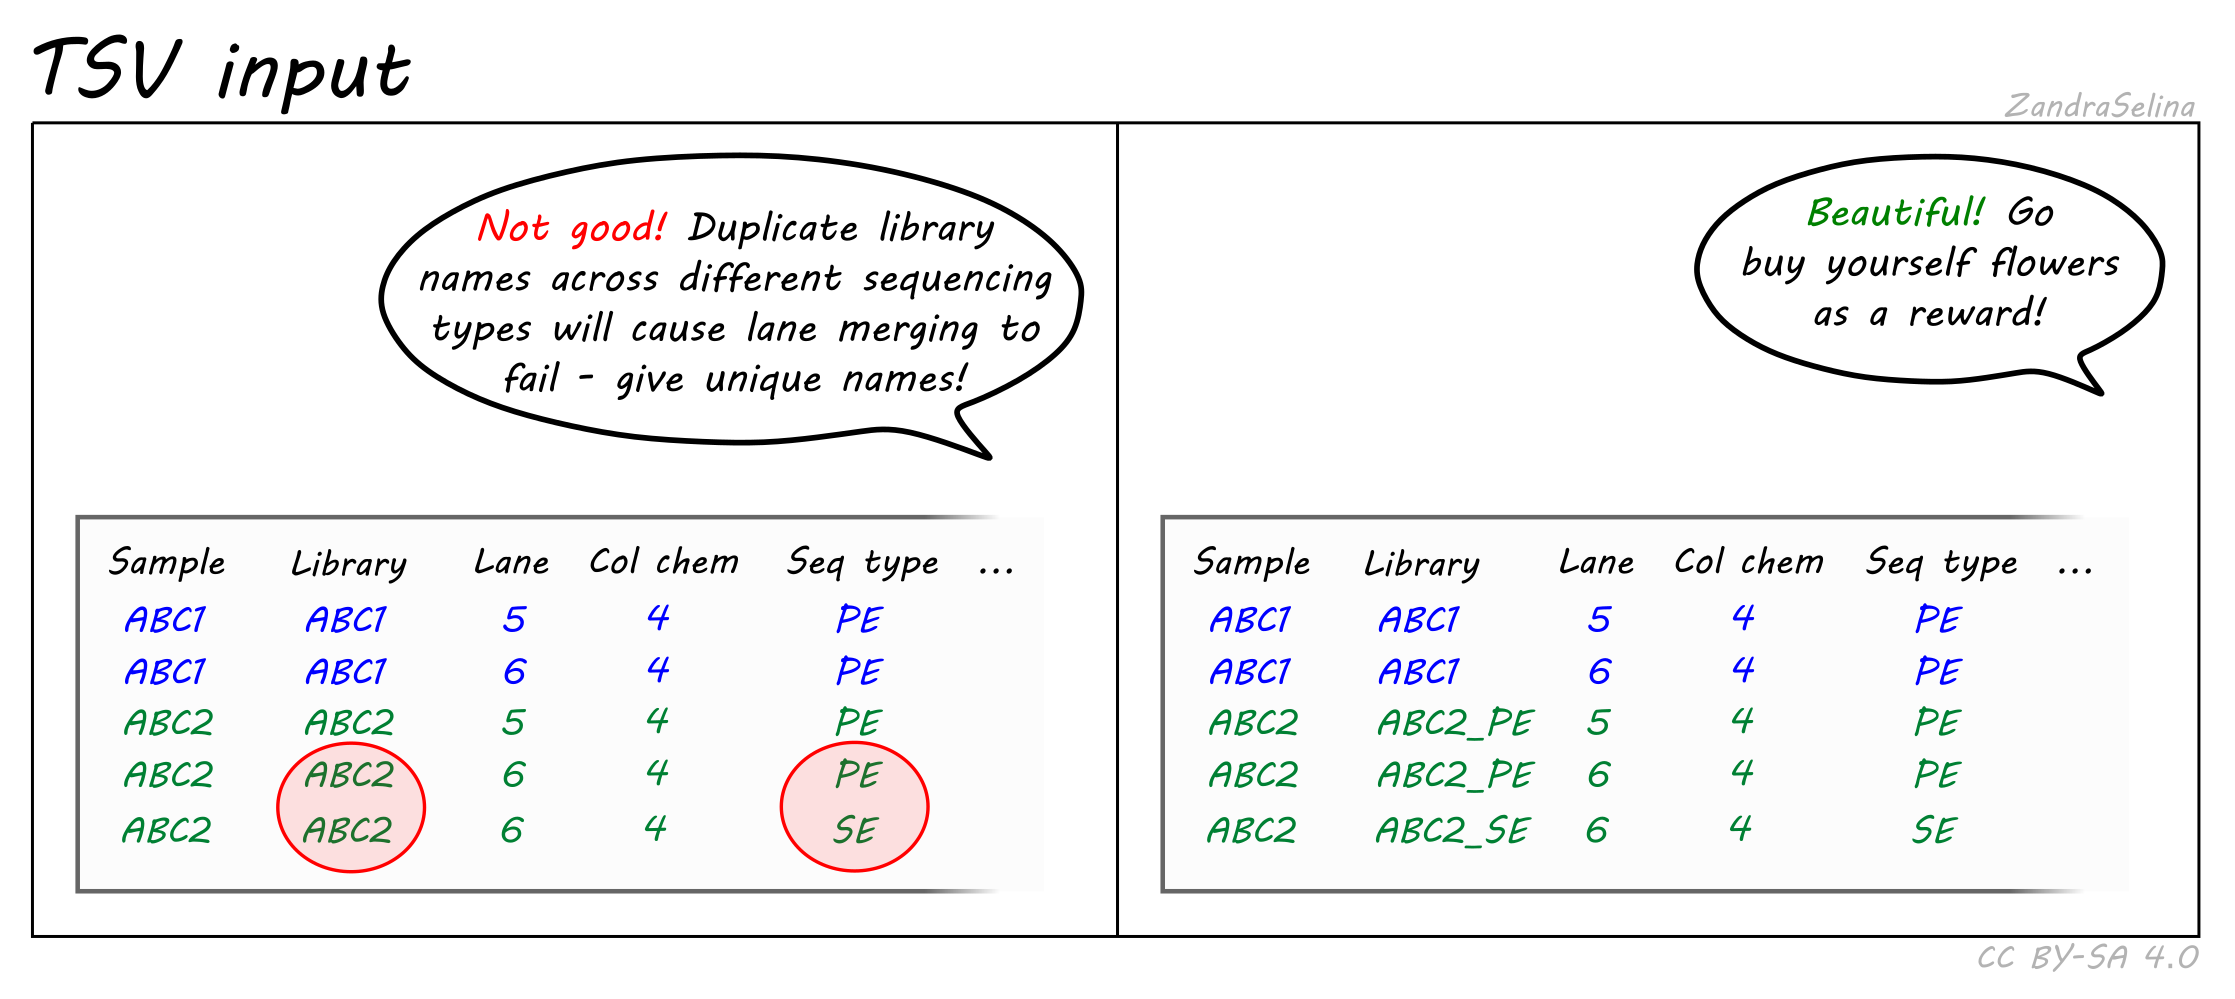 TSV input
ZandraSelina
Not good! Duplicate library
names across different sequencing
types will cause lane merging to
fail - give unique names!
Sample Library Lane Col chem Seq type ...
ABC1 ABC1 5 4 PE
ABC1 ABC1 6 4 PE
ABC2 ABC2 5 4 PE
ABC2 ABC2 6 4 PE
ABC2 ABC2 6 4 SE
Beautiful! Go
buy yourself flowers
as a reward!
Sample Library Lane Col chem Seq type ...
ABC1 ABC1 5 4 PE
ABC1 ABC1 6 4 PE
ABC2 ABC2_PE 5 4 PE
ABC2 ABC2_PE 6 4 PE
ABC2 ABC2_SE 6 4 SE
CC BY-SA 4.0